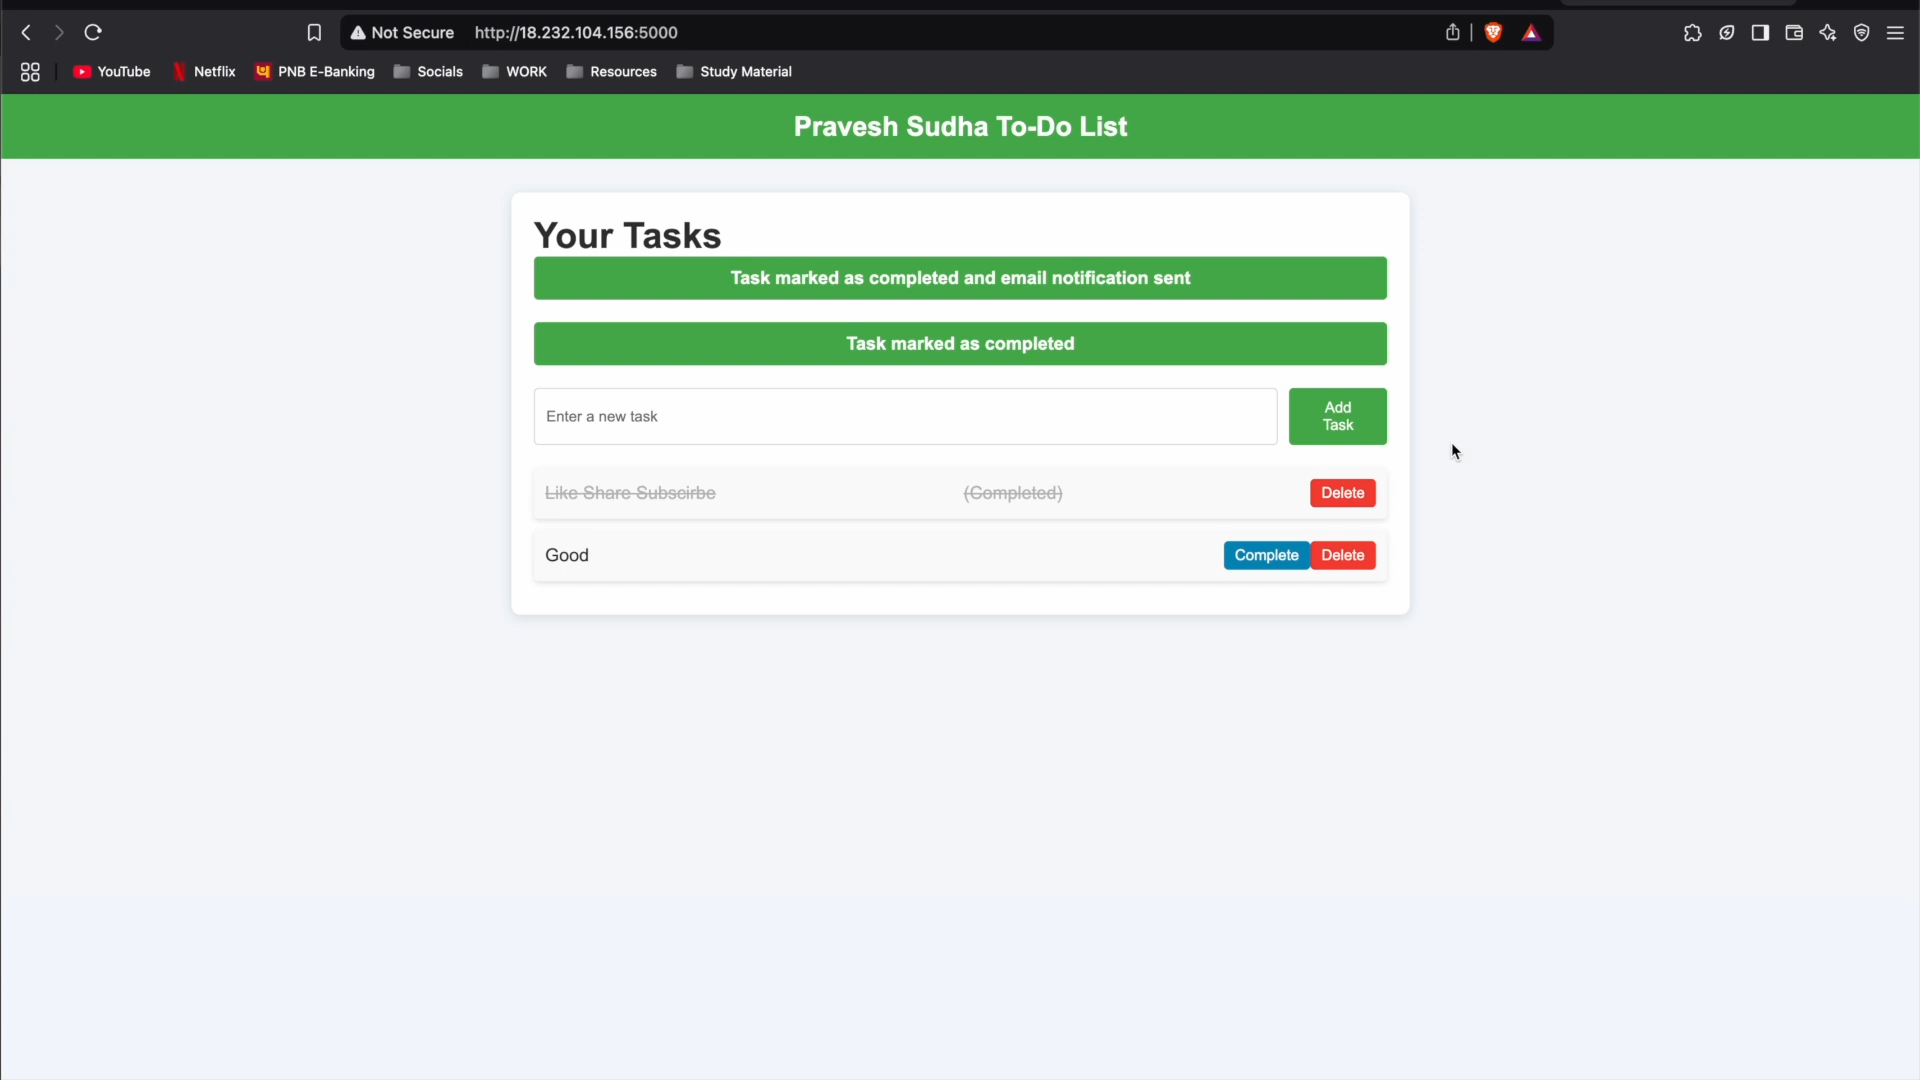 Not Secure http://18.232.104.156:5000
YouTube Netflix PNB E-Banking Socials WORK Resources Study Material
Pravesh Sudha To-Do List
Your Tasks
Task marked as completed and email notification sent
Task marked as completed
Enter a new task
Add
Task
Like Share Subscirbe (Completed) Delete
Good Complete Delete